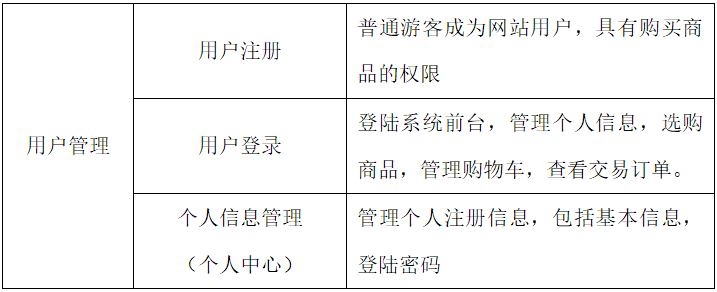 用户管理
用户注册
普通游客成为网站用户，具有购买商
品的权限
用户登录
登陆系统前台，管理个人信息，选购
商品，管理购物车，查看交易订单。
个人信息管理
（个人中心）
管理个人注册信息，包括基本信息，
登陆密码